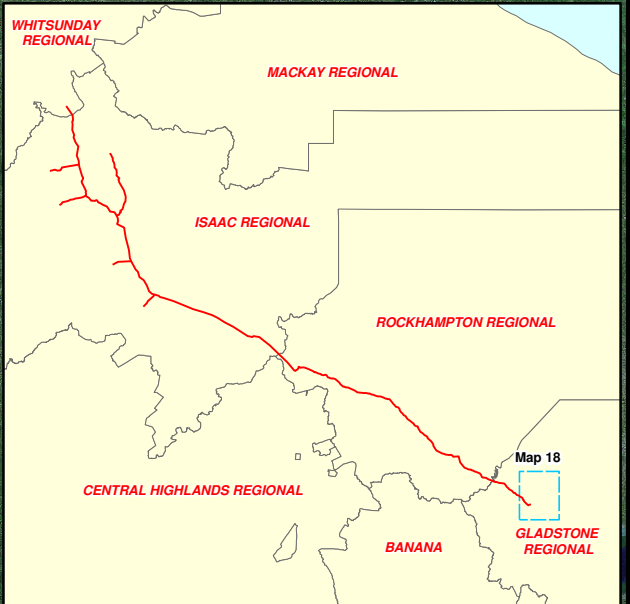 WHITSUNDAY
REGIONAL
MACKAY REGIONAL
ISAAC REGIONAL
ROCKHAMPTON REGIONAL
Map 18
CENTRAL HIGHLANDS REGIONAL
GLADSTONE
REGIONAL
BANANA